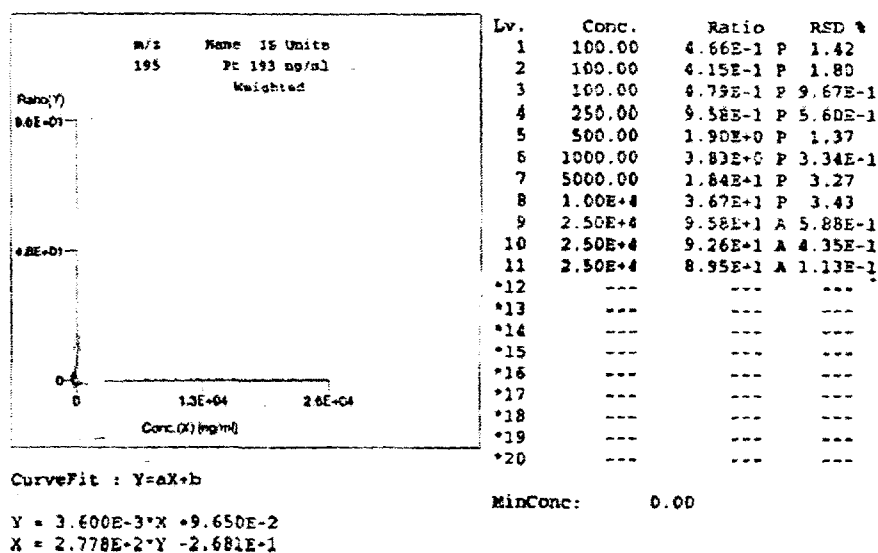 m/z Name IS Units
195 Pt 193 ng/ml
Weighted
Ratio(Y)
9.6E+01
4.8E+01
0
0 1.3E+04 2.6E+04
Conc.(X) [ng/ml]
CurveFit : Y=aX+b
Y = 3.600E-3*X +9.650E-2
X = 2.778E+2*Y -2.681E+1
Lv. Conc. Ratio RSD %
1 100.00 4.66E-1 P 1.42
2 100.00 4.15E-1 P 1.80
3 100.00 4.79E-1 P 9.67E-1
4 250.00 9.58E-1 P 5.60E-1
5 500.00 1.90E+0 P 1.37
6 1000.00 3.83E+0 P 3.34E-1
7 5000.00 1.84E+1 P 3.27
8 1.00E+4 3.67E+1 P 3.43
9 2.50E+4 9.58E+1 A 5.88E-1
10 2.50E+4 9.26E+1 A 4.35E-1
11 2.50E+4 8.95E+1 A 1.13E-1
*12 --- --- ---
*13 --- --- ---
*14 --- --- ---
*15 --- --- ---
*16 --- --- ---
*17 --- --- ---
*18 --- --- ---
*19 --- --- ---
*20 --- --- ---
MinConc: 0.00